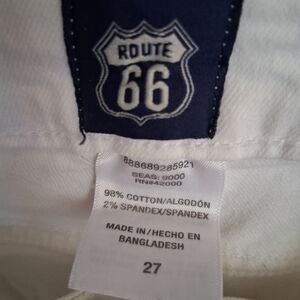 ROUTE
66
888689285921
SEAS: 9000
RN#42000
98% COTTON/ALGODÓN
2% SPANDEX/SPANDEX
MADE IN/HECHO EN
BANGLADESH
27